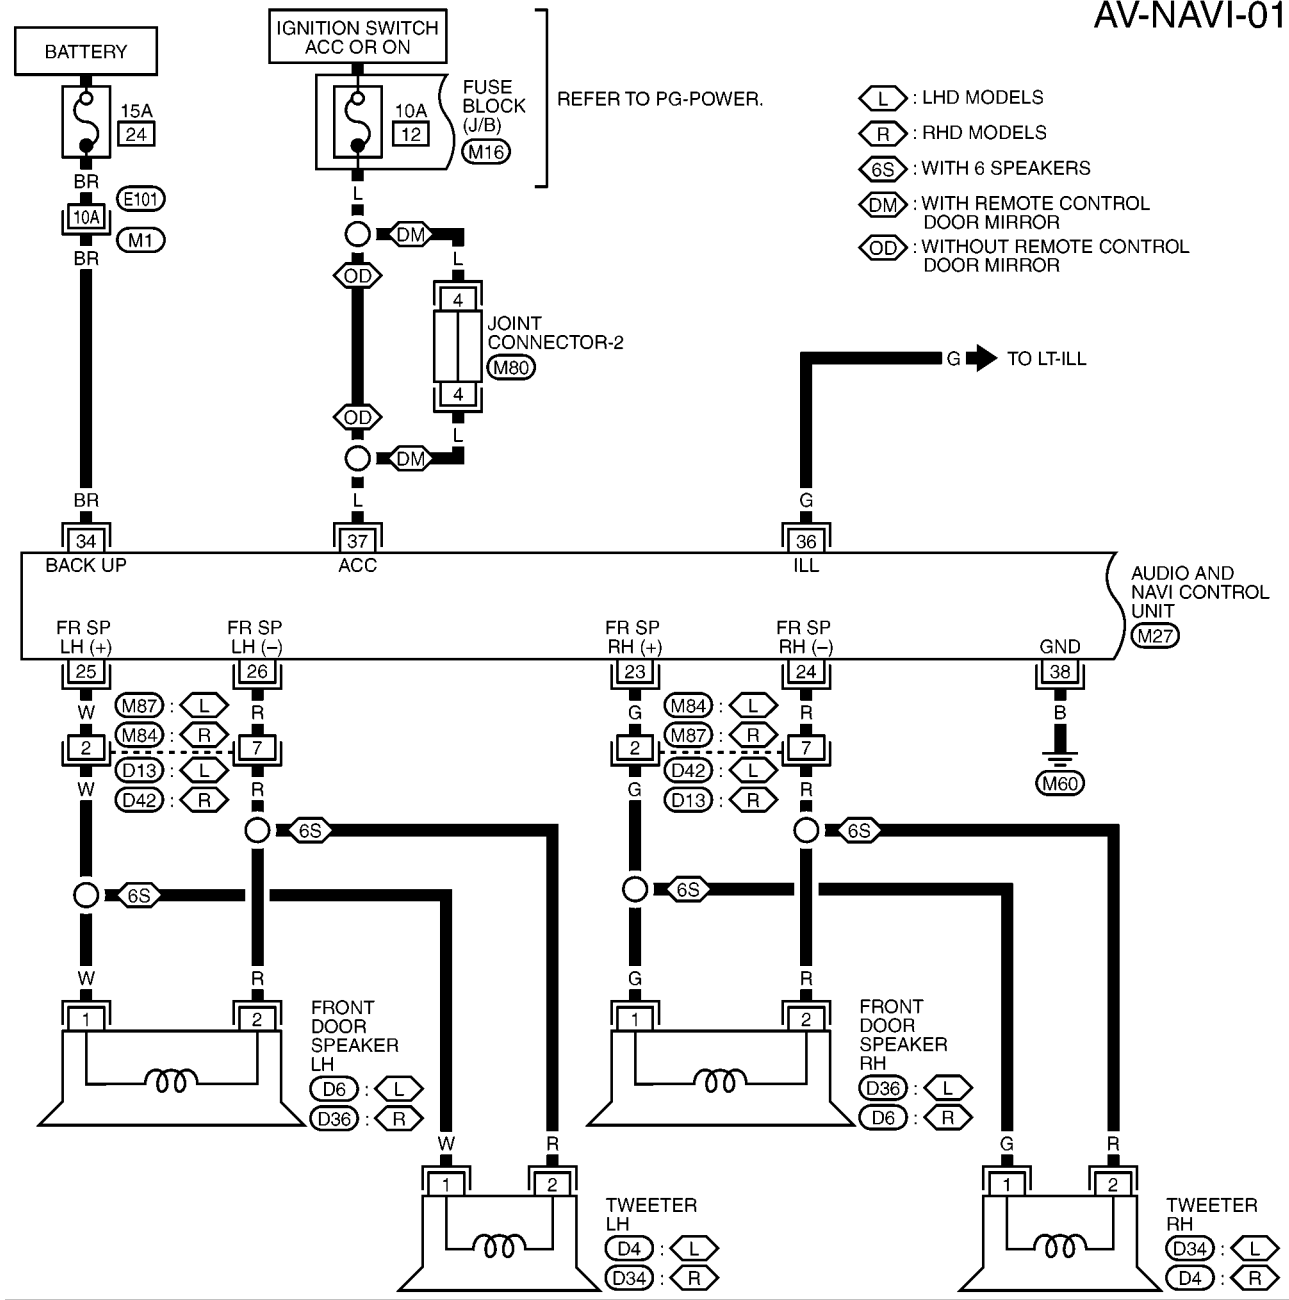 AV-NAVI-01
BATTERY
IGNITION SWITCH
ACC OR ON
15A
24
10A
12
FUSE
BLOCK
(J/B)
M16
REFER TO PG-POWER.
L : LHD MODELS
R : RHD MODELS
6S : WITH 6 SPEAKERS
DM : WITH REMOTE CONTROL
DOOR MIRROR
OD : WITHOUT REMOTE CONTROL
DOOR MIRROR
BR
10A
E101
M1
BR
L
DM
OD
L
4
JOINT
CONNECTOR-2
M80
4
OD
L
DM
G
TO LT-ILL
BR
L
G
34
37
36
BACK UP
ACC
ILL
AUDIO AND
NAVI CONTROL
UNIT
M27
FR SP
LH (+)
FR SP
LH (–)
FR SP
RH (+)
FR SP
RH (–)
GND
25
26
23
24
38
W
M87 : L
R
G
M84 : L
R
B
2
M84 : R
7
2
M87 : R
7
W
D13 : L
R
G
D42 : L
R
M60
D42 : R
D13 : R
6S
6S
6S
6S
W
R
G
R
1
2
1
2
FRONT
DOOR
SPEAKER
LH
D6 : L
D36 : R
FRONT
DOOR
SPEAKER
RH
D36 : L
D6 : R
W
R
G
R
1
2
1
2
TWEETER
LH
D4 : L
D34 : R
TWEETER
RH
D34 : L
D4 : R